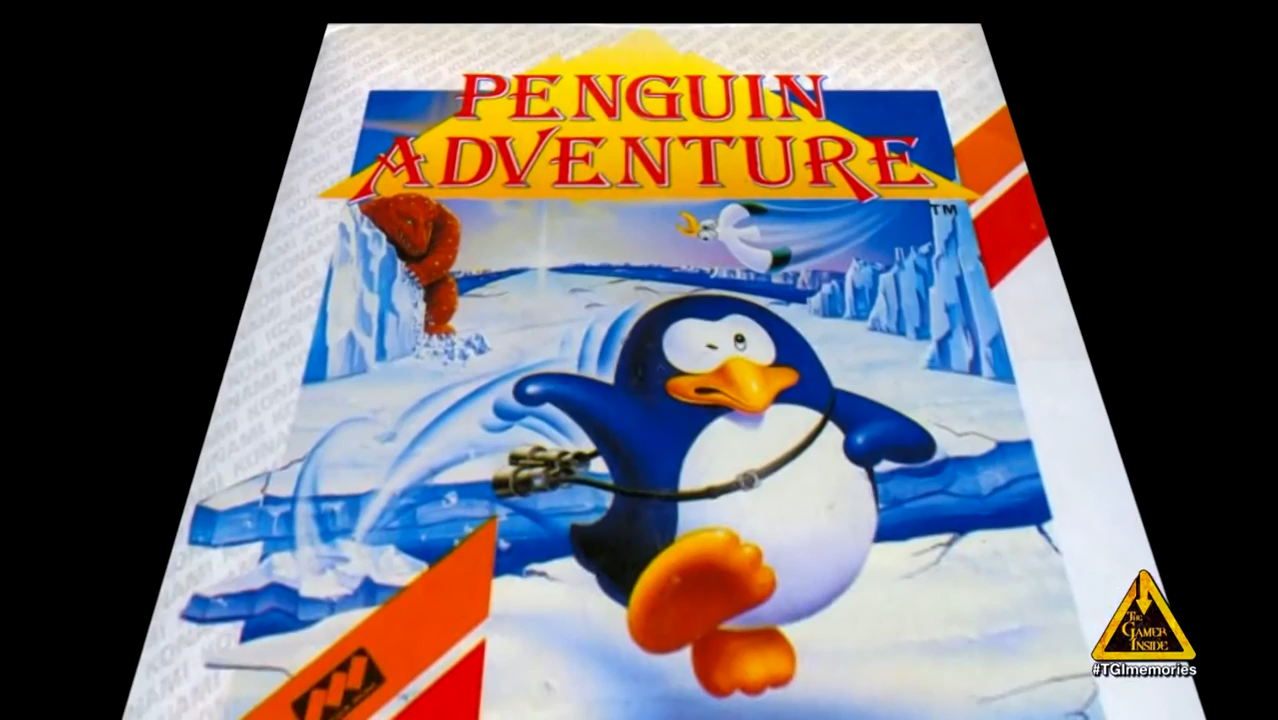 PENGUIN
ADVENTURE
TM
THE
GAMER
INSIDE
#TGImemories